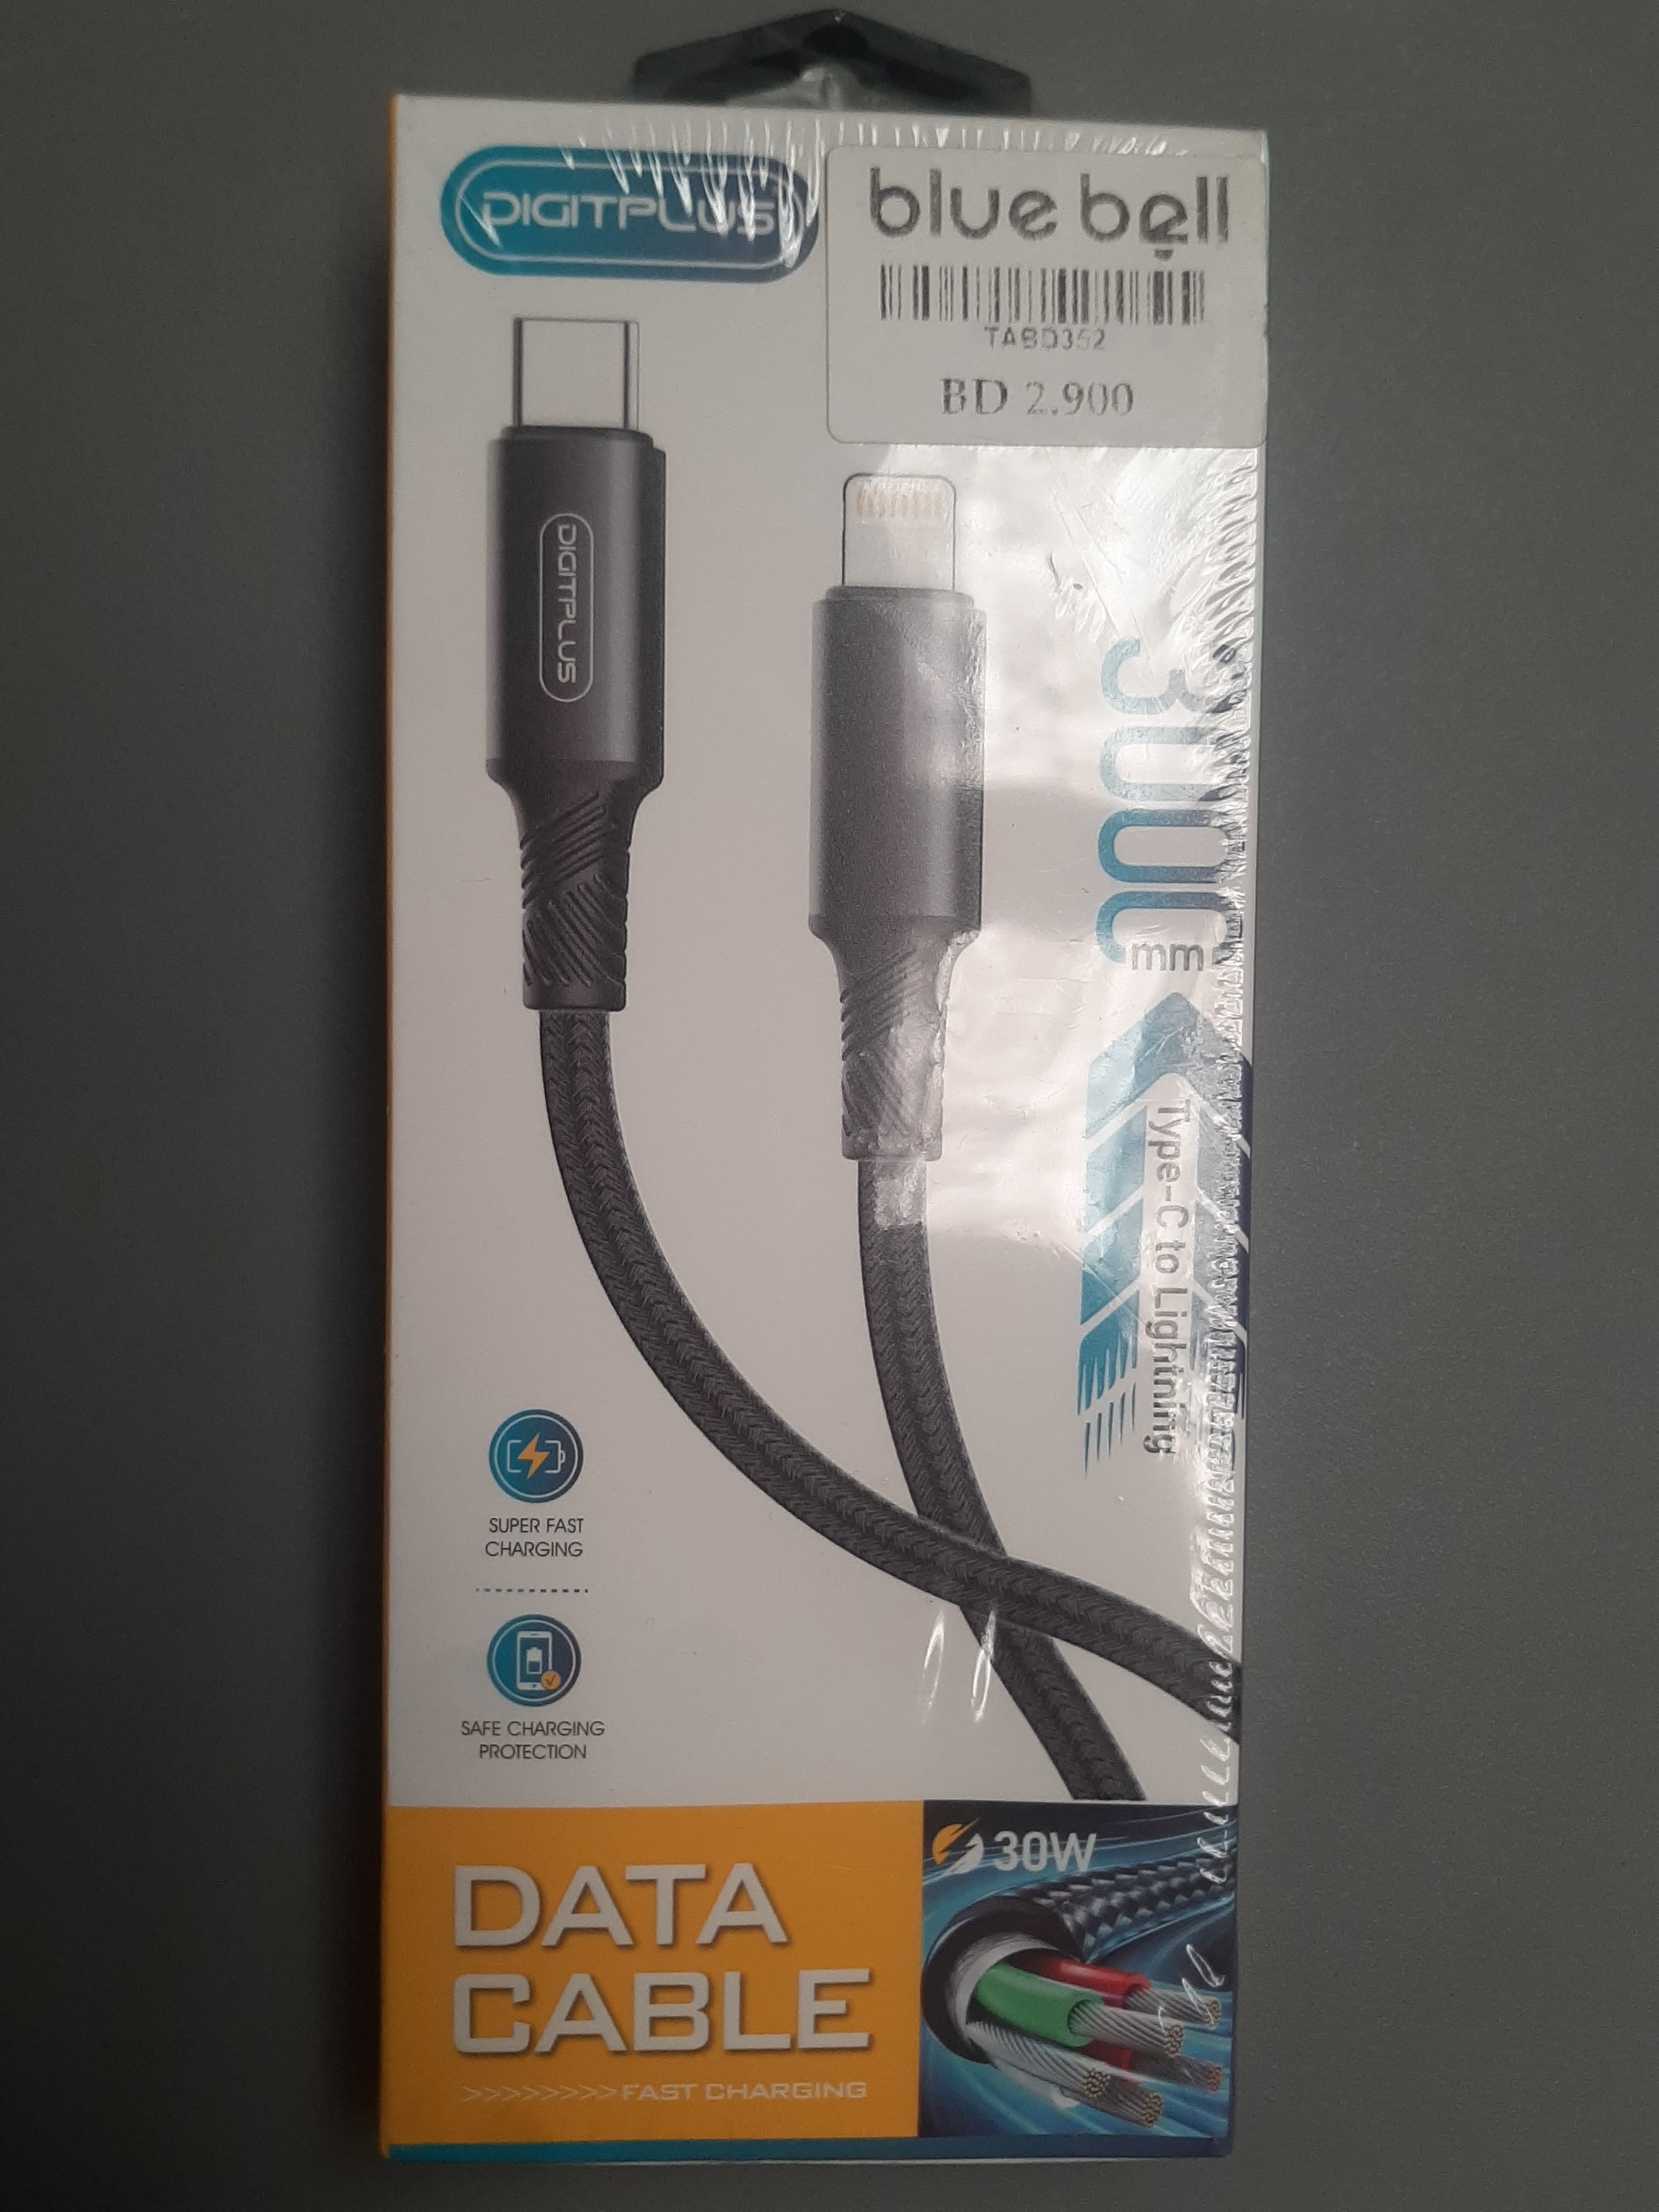 DIGITPLUS
blue bell
TABD352
BD 2.900
DIGITPLUS
3000mm
Type-C to Lightning
SUPER FAST
CHARGING
SAFE CHARGING
PROTECTION
30W
DATA
CABLE
>>>>>>>>>FAST CHARGING